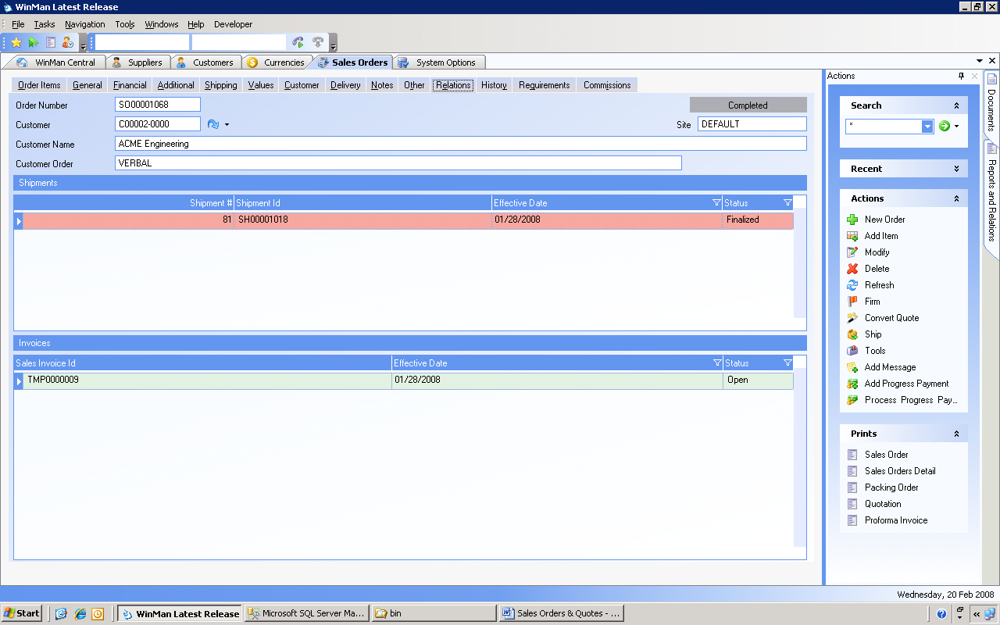 WinMan Latest Release
File Tasks Navigation Tools Windows Help Developer
WinMan Central Suppliers Customers Currencies Sales Orders System Options
Order Items General Financial Additional Shipping Values Customer Delivery Notes Other Relations History Requirements Commissions
Order Number SO00001068 Completed
Customer C00002-0000 Site DEFAULT
Customer Name ACME Engineering
Customer Order VERBAL
Shipments
Shipment # Shipment Id Effective Date Status
81 SH00001018 01/28/2008 Finalized
Invoices
Sales Invoice Id Effective Date Status
TMP0000009 01/28/2008 Open
Actions
Search
*
Recent
Actions
New Order
Add Item
Modify
Delete
Refresh
Firm
Convert Quote
Ship
Tools
Add Message
Add Progress Payment
Process Progress Pay...
Prints
Sales Order
Sales Orders Detail
Packing Order
Quotation
Proforma Invoice
Documents
Reports and Relations
Wednesday, 20 Feb 2008
Start WinMan Latest Release Microsoft SQL Server Ma... bin Sales Orders & Quotes - ...